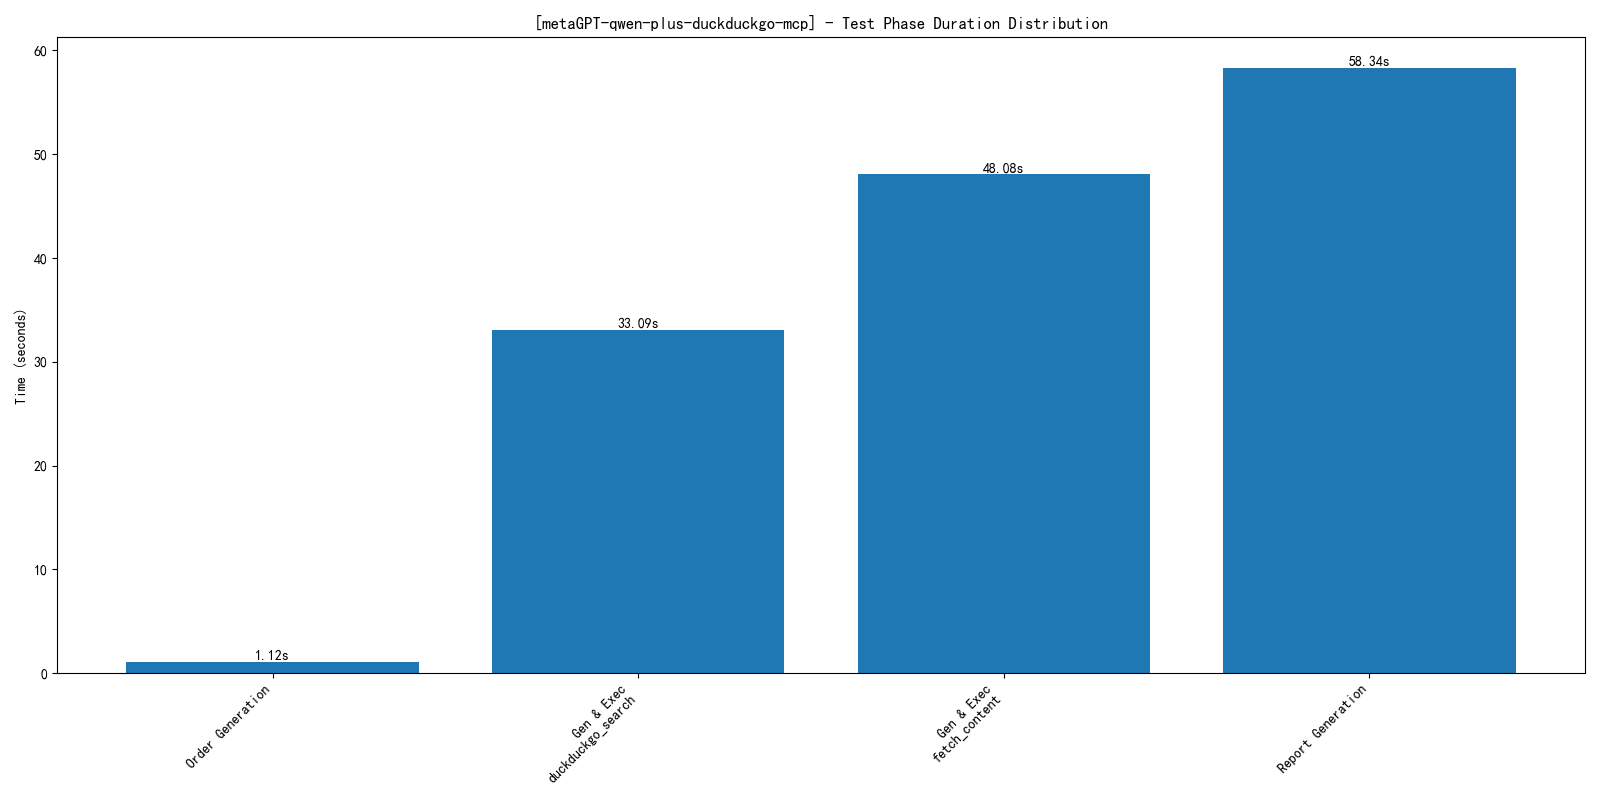 [metaGPT-qwen-plus-duckduckgo-mcp] - Test Phase Duration Distribution
Time (seconds)
60
50
40
30
20
10
0
1.12s
33.09s
48.08s
58.34s
Order Generation
Gen & Exec
duckduckgo_search
Gen & Exec
fetch_content
Report Generation